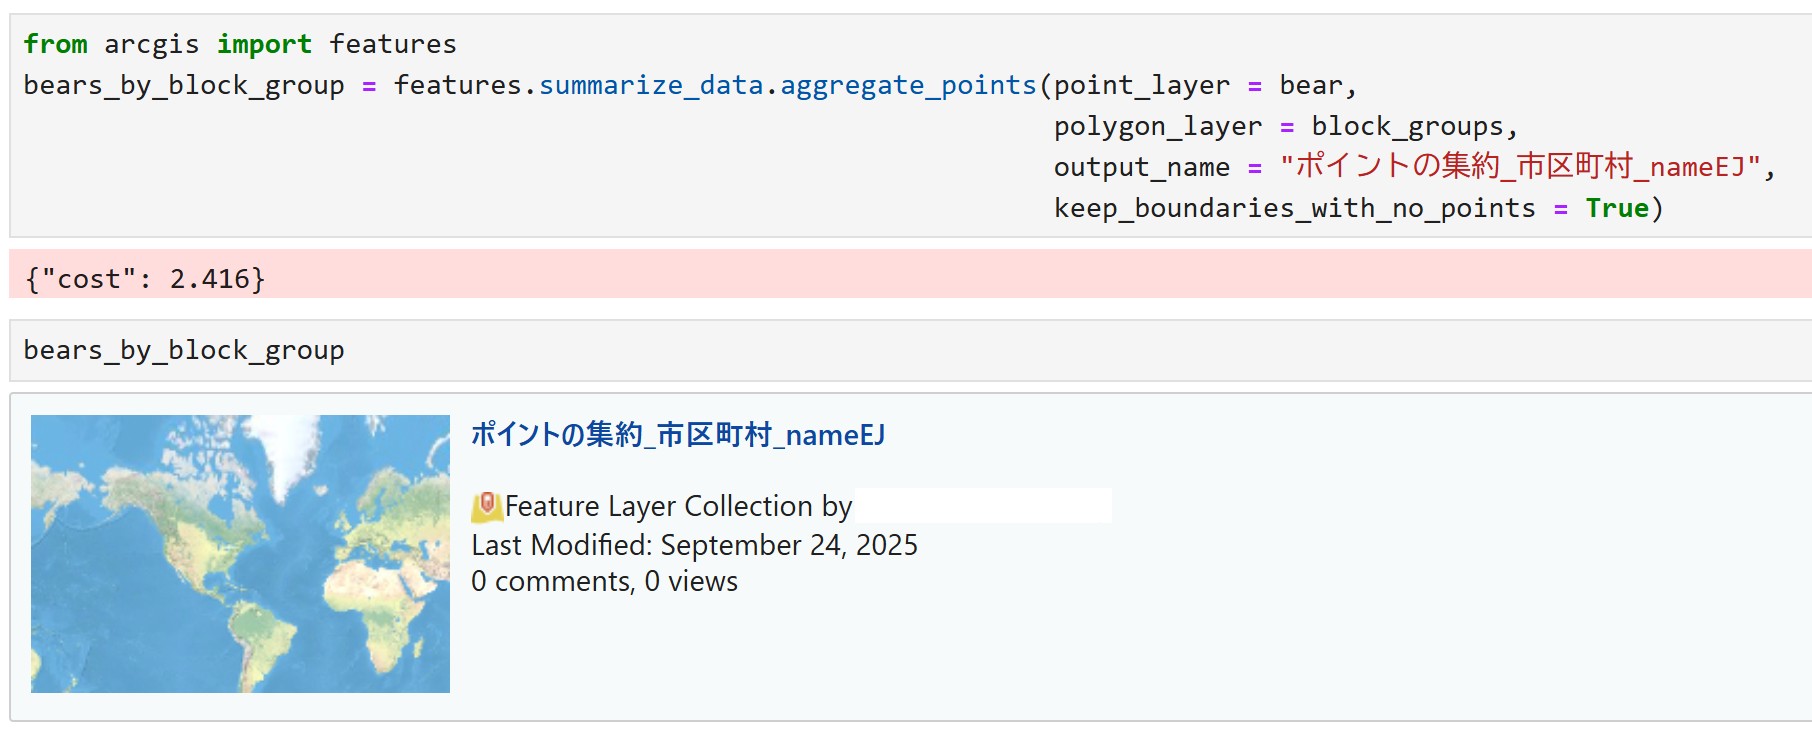 from arcgis import features
bears_by_block_group = features.summarize_data.aggregate_points(point_layer = bear,
polygon_layer = block_groups,
output_name = "ポイントの集約_市区町村_nameEJ",
keep_boundaries_with_no_points = True)
{"cost": 2.416}
bears_by_block_group
ポイントの集約_市区町村_nameEJ
Feature Layer Collection by
Last Modified: September 24, 2025
0 comments, 0 views